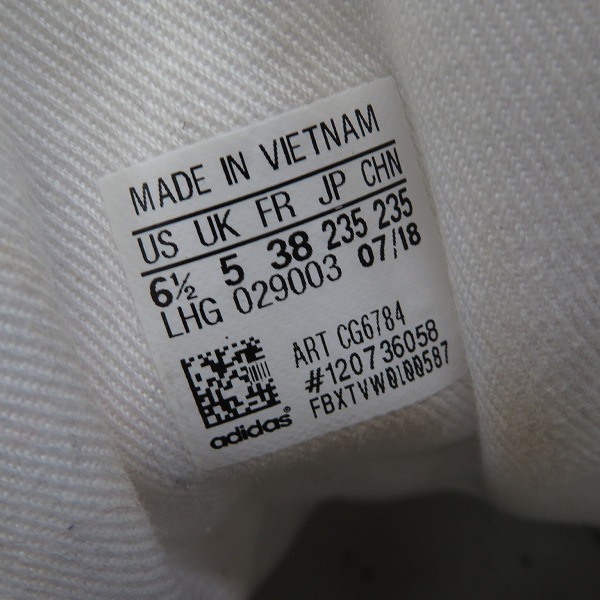 MADE IN VIETNAM
US UK FR JP CHN
6½ 5 38 235 235
LHG 029003 07/18
ART CG6784
#120736058
FBXTVW0L00587
adidas®